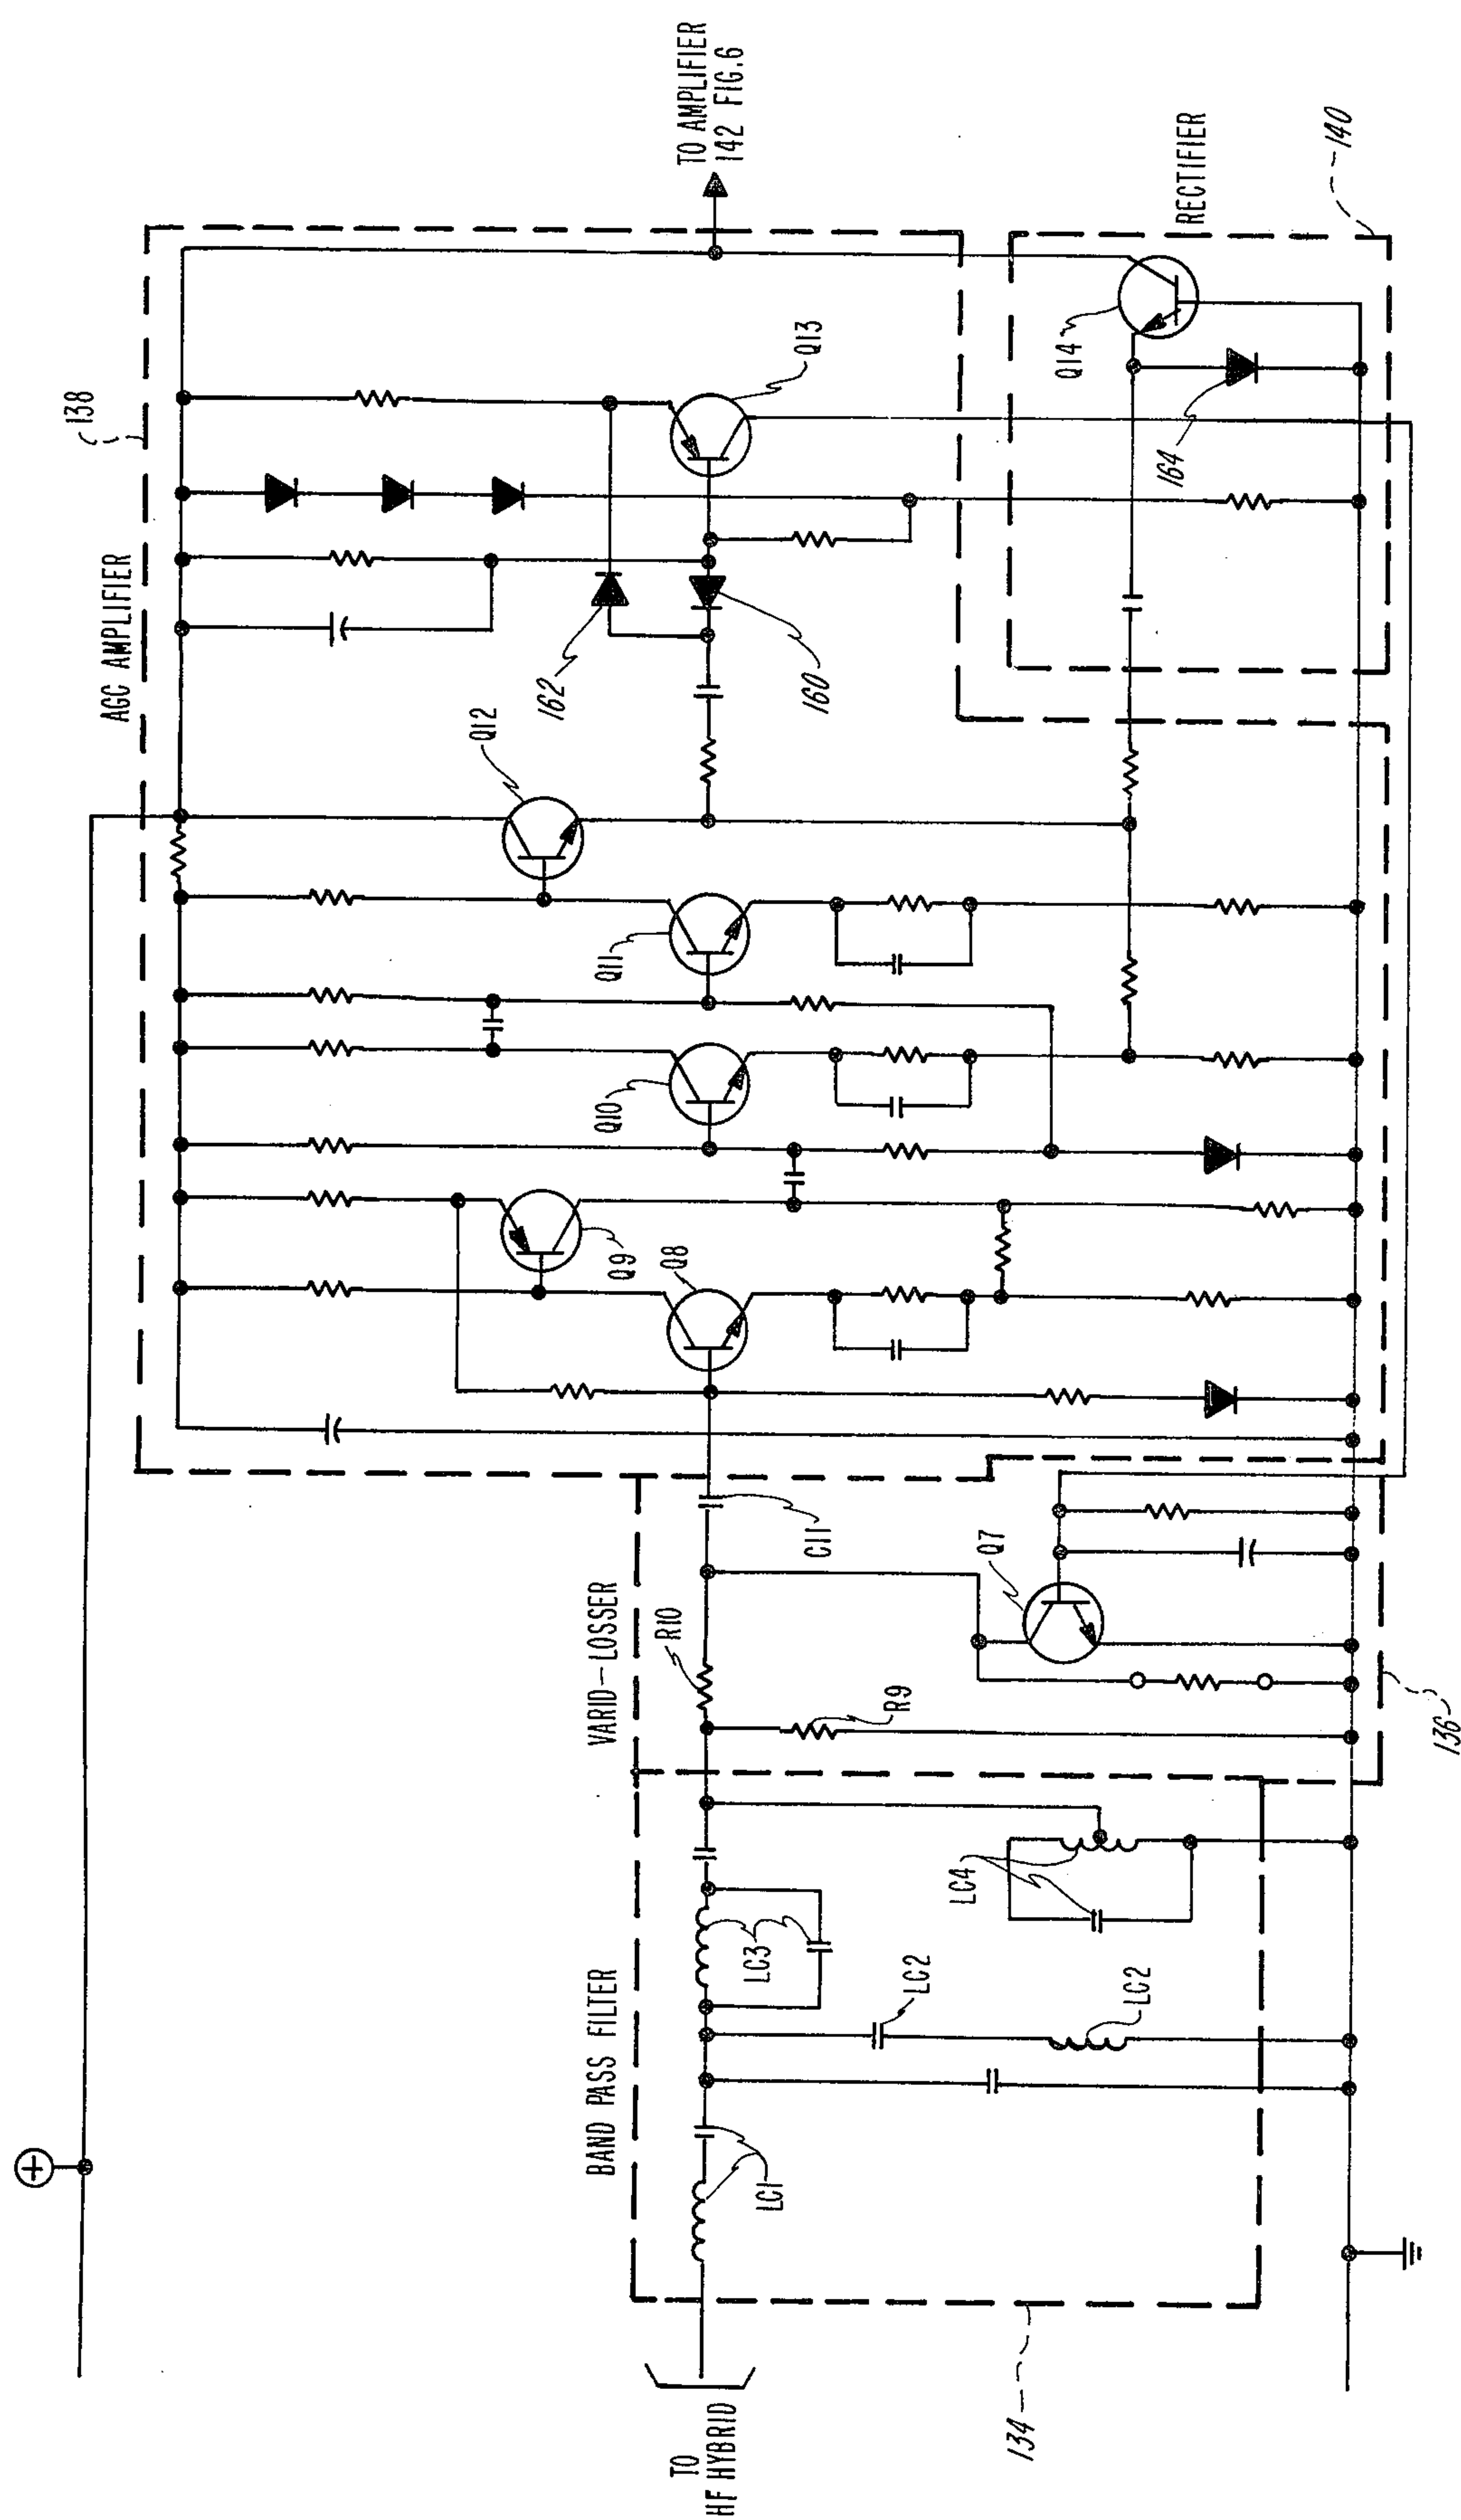 TO
HF HYBRID
134
BAND PASS FILTER
LC1
LC2
LC2
LC3
LC4
VARID-LOSSER
R10
R9
C11
Q7
136
AGC AMPLIFIER
138
Q8
Q9
Q10
Q11
Q12
162
160
Q13
TO AMPLIFIER
142 FIG.6
Q14
164
RECTIFIER
140
+